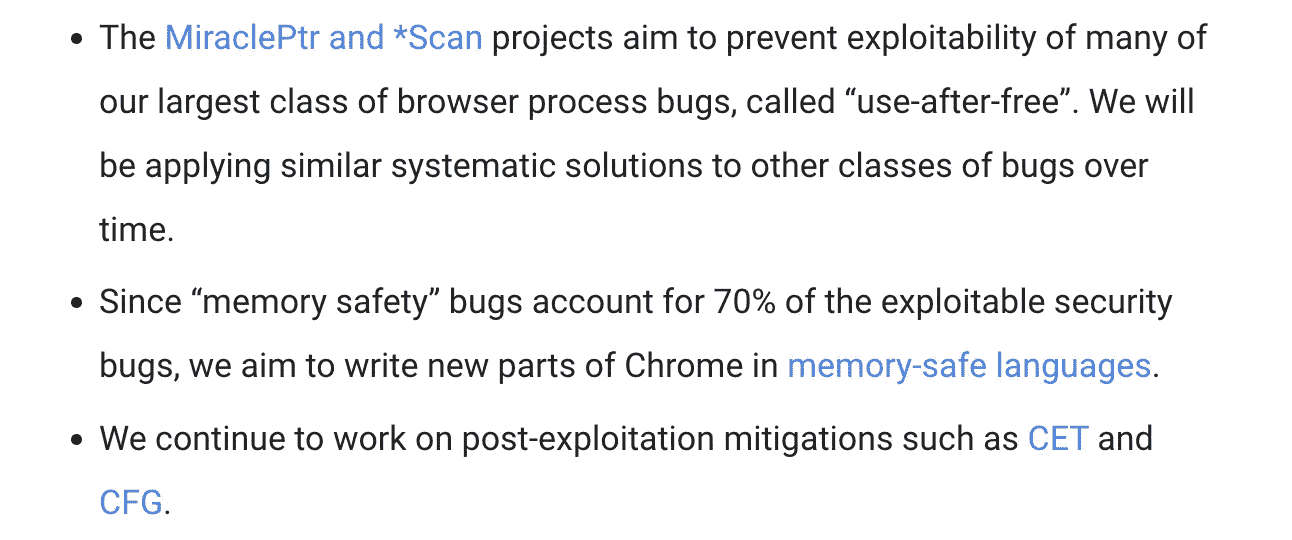 • The MiraclePtr and *Scan projects aim to prevent exploitability of many of
our largest class of browser process bugs, called “use-after-free”. We will
be applying similar systematic solutions to other classes of bugs over
time.
• Since “memory safety” bugs account for 70% of the exploitable security
bugs, we aim to write new parts of Chrome in memory-safe languages.
• We continue to work on post-exploitation mitigations such as CET and
CFG.